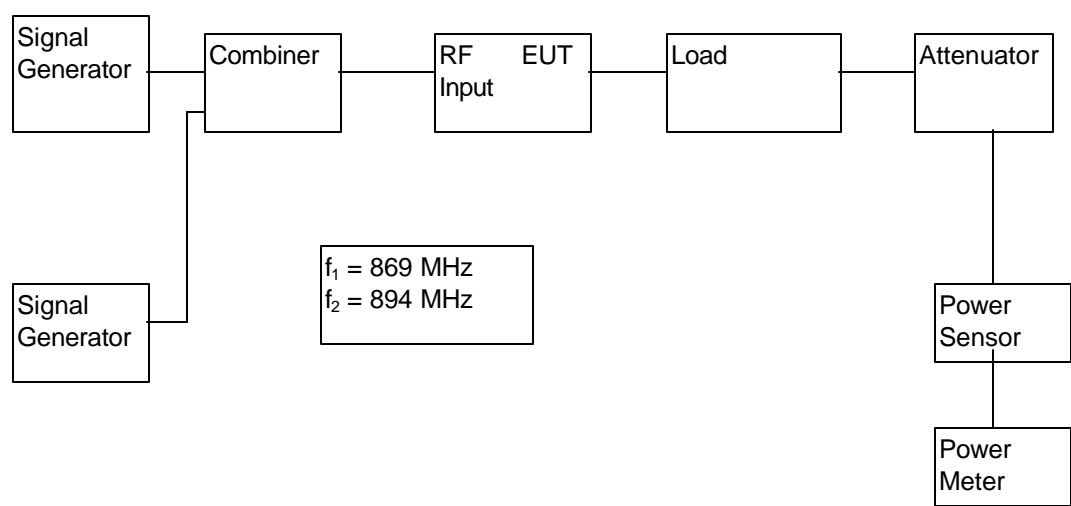 Signal
Generator
Combiner
RF EUT
Input
Load
Attenuator
f₁ = 869 MHz
f₂ = 894 MHz
Signal
Generator
Power
Sensor
Power
Meter